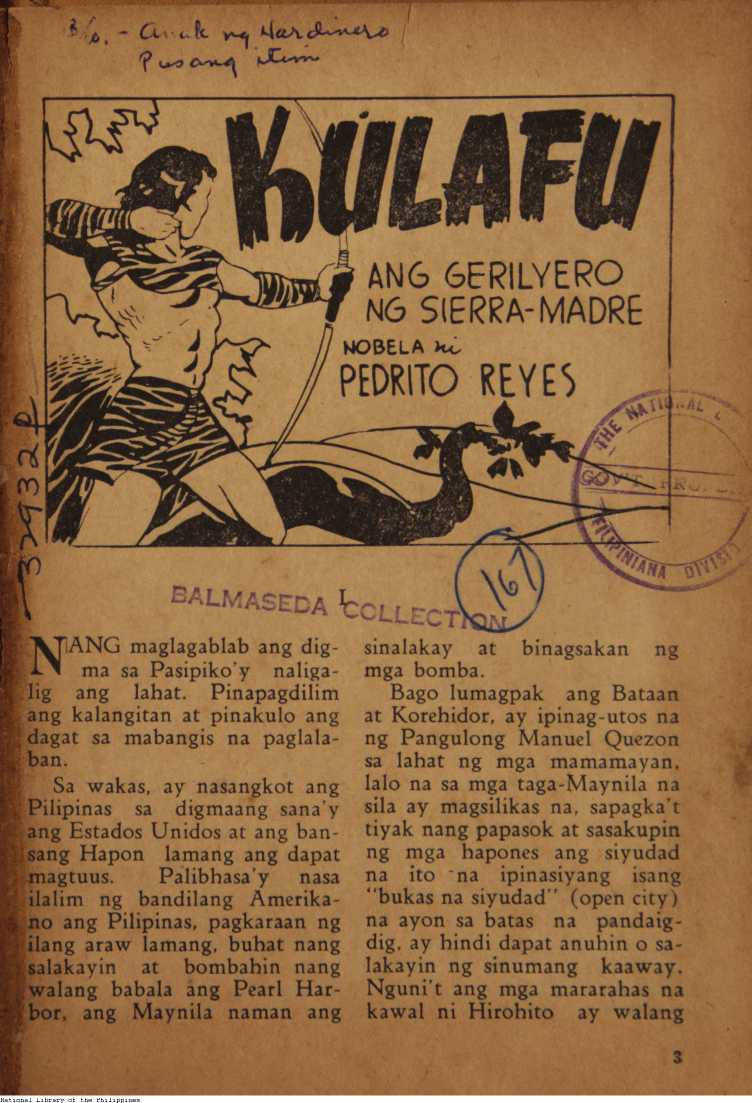 B/o. - Anak ng Hardinero
Pusang itim
KULAFU
ANG GERILYERO
NG SIERRA-MADRE
NOBELA ni
PEDRITO REYES
THE NATIONAL
GOV'T.
FILIPINIANA
32932
167
BALMASEDA COLLECTION
I
NANG maglagablab ang dig-
ma sa Pasipiko'y naliga-
lig ang lahat. Pinapagdilim
ang kalangitan at pinakulo ang
dagat sa mabangis na paglala-
ban.
Sa wakas, ay nasangkot ang
Pilipinas sa digmaang sana'y
ang Estados Unidos at ang ban-
sang Hapon lamang ang dapat
magtuus. Palibhasa'y nasa
ilalim ng bandilang Amerika-
no ang Pilipinas, pagkaraan ng
ilang araw lamang, buhat nang
salakayin at bombahin nang
walang babala ang Pearl Har-
bor, ang Maynila naman ang
sinalakay at binagsakan ng
mga bomba.
Bago lumagpak ang Bataan
at Korehidor, ay ipinag-utos na
ng Pangulong Manuel Quezon
sa lahat ng mga mamamayan,
lalo na sa mga taga-Maynila na
sila ay magsilikas na, sapagka't
tiyak nang papasok at sasakupin
ng mga hapones ang siyudad
na ito na ipinasiyang isang
"bukas na siyudad" (open city)
na ayon sa batas na pandaig-
dig, ay hindi dapat anuhin o sa-
lakayin ng sinumang kaaway.
Nguni't ang mga mararahas na
kawal ni Hirohito ay walang
3
National Library of the Philippines